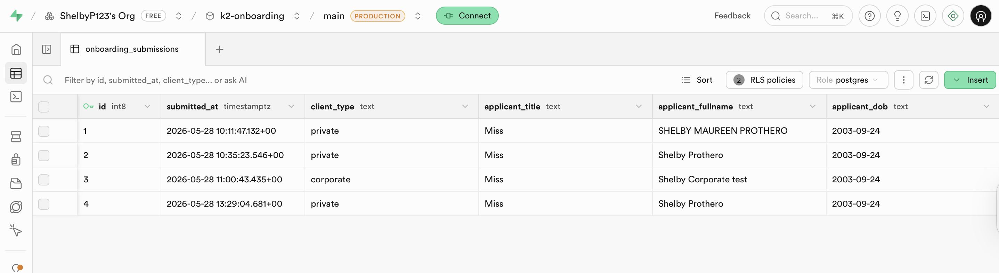 ShelbyP123's Org FREE k2-onboarding main PRODUCTION Connect Feedback Search... ⌘K
onboarding_submissions
Filter by id, submitted_at, client_type... or ask AI Sort 2 RLS policies Role postgres Insert
id int8 submitted_at timestamptz client_type text applicant_title text applicant_fullname text applicant_dob text
1 2026-05-28 10:11:47.132+00 private Miss SHELBY MAUREEN PROTHERO 2003-09-24
2 2026-05-28 10:35:23.546+00 private Miss Shelby Prothero 2003-09-24
3 2026-05-28 11:00:43.435+00 corporate Miss Shelby Corporate test 2003-09-24
4 2026-05-28 13:29:04.681+00 private Miss Shelby Prothero 2003-09-24